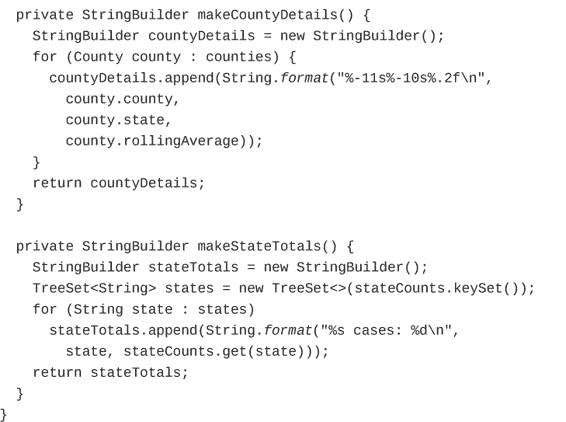 private StringBuilder makeCountyDetails() {
StringBuilder countyDetails = new StringBuilder();
for (County county : counties) {
countyDetails.append(String.format("%-11s%-10s%.2f\n",
county.county,
county.state,
county.rollingAverage));
}
return countyDetails;
}
private StringBuilder makeStateTotals() {
StringBuilder stateTotals = new StringBuilder();
TreeSet<String> states = new TreeSet<>(stateCounts.keySet());
for (String state : states)
stateTotals.append(String.format("%s cases: %d\n",
state, stateCounts.get(state)));
return stateTotals;
}
}